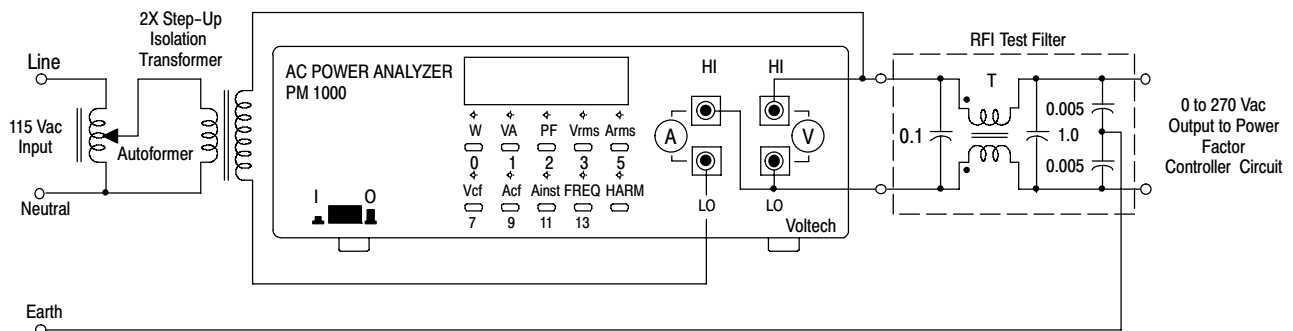 2X Step-Up
Isolation
Transformer
Line
115 Vac
Input
Autoformer
Neutral
Earth
AC POWER ANALYZER
PM 1000
W VA PF Vrms Arms
0 1 2 3 5
Vcf Acf Ainst FREQ HARM
7 9 11 13
I O
HI HI
A V
LO LO
Voltech
RFI Test Filter
T
0.1
1.0
0.005
0.005
0 to 270 Vac
Output to Power
Factor
Controller Circuit